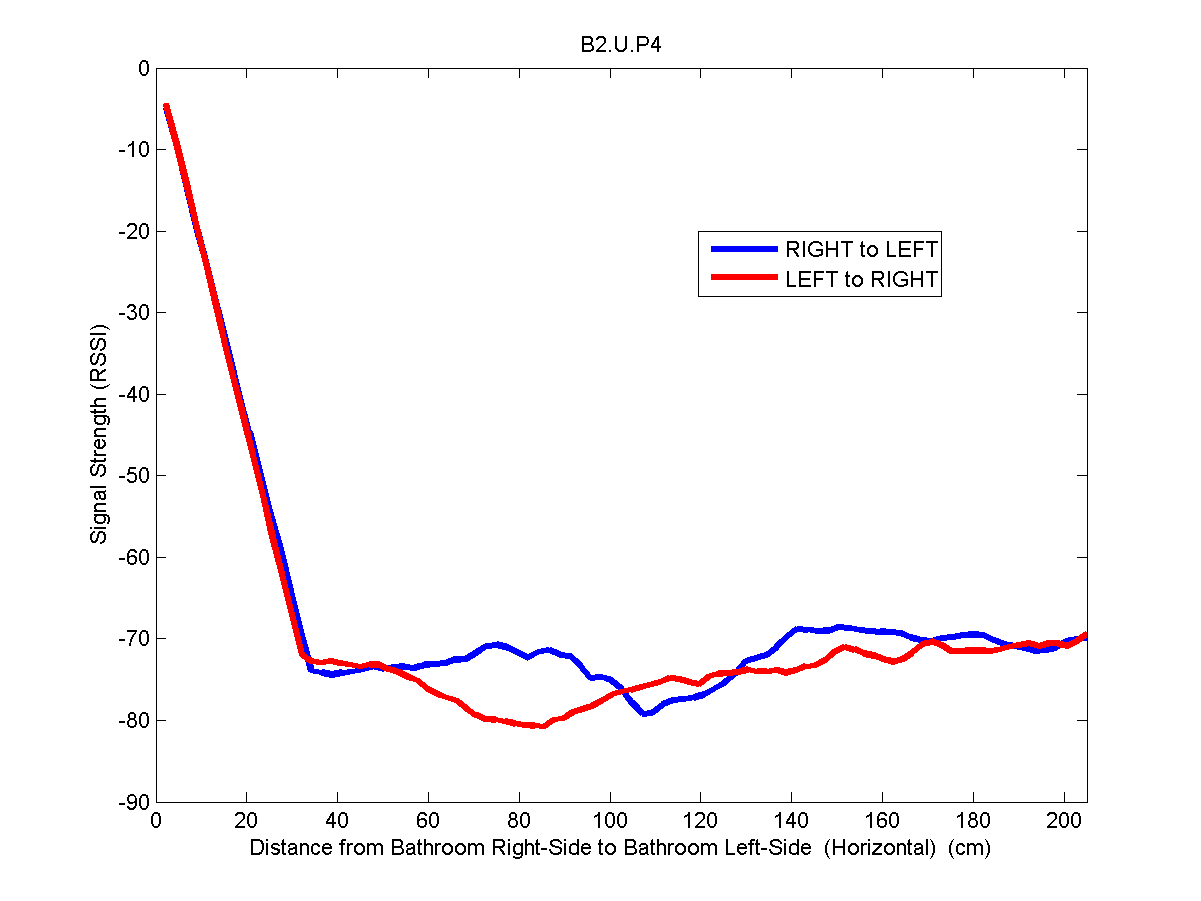 B2.U.P4
0
-10
-20
-30
-40
-50
-60
-70
-80
-90
Signal Strength (RSSI)
RIGHT to LEFT
LEFT to RIGHT
0 20 40 60 80 100 120 140 160 180 200
Distance from Bathroom Right-Side to Bathroom Left-Side (Horizontal) (cm)